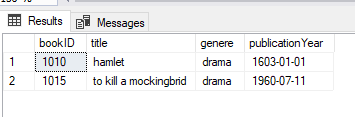 Results Messages
bookID title genere publicationYear
1 1010 hamlet drama 1603-01-01
2 1015 to kill a mockingbrid drama 1960-07-11